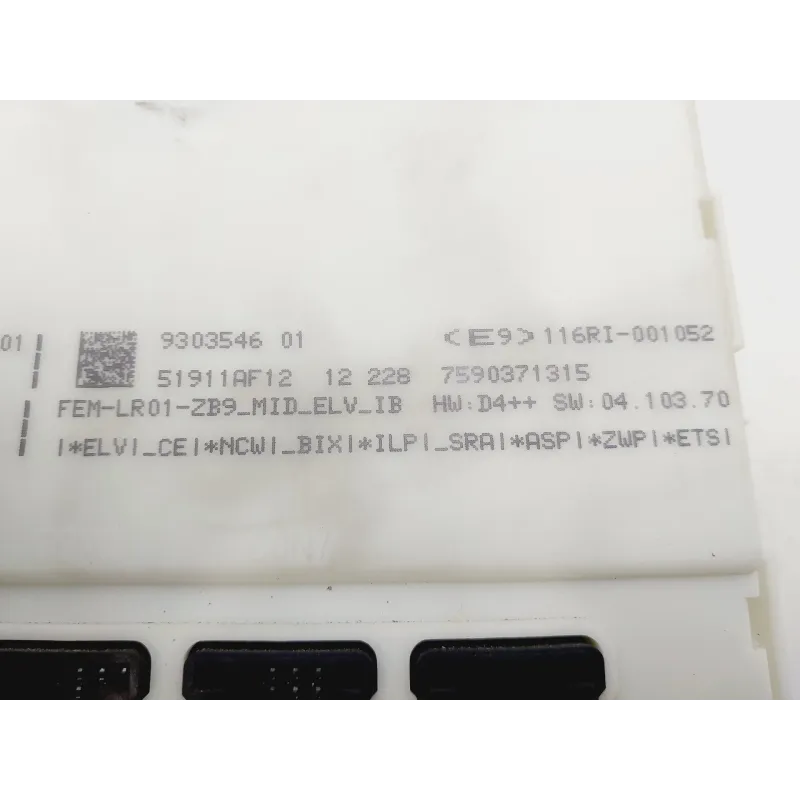 9303546 01 <E9> 116RI-001052
01
51911AF12 12 228 7590371315
FEM-LR01-ZB9_MID_ELV_IB HW:D4++ SW:04.103.70
|*ELV|_CE|*NCW|_BIX|*ILP|_SRA|*ASP|*ZWP|*ETS|